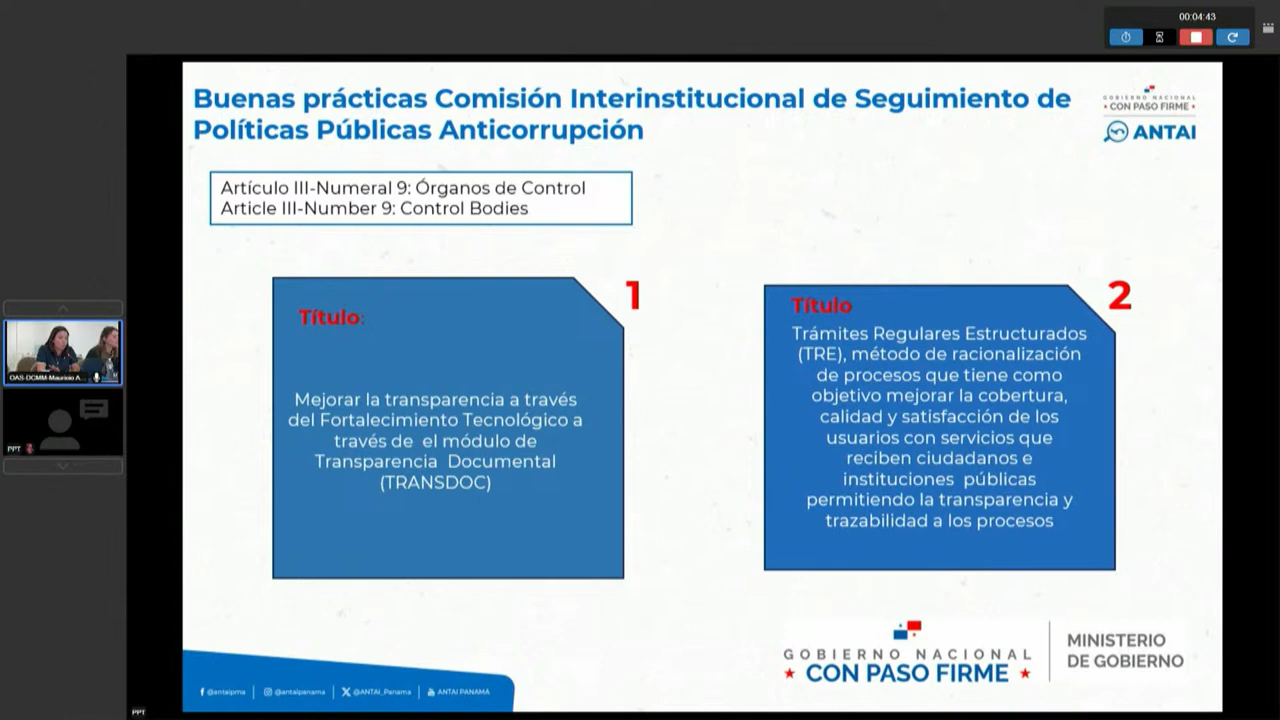 00:04:43
Buenas prácticas Comisión Interinstitucional de Seguimiento de
Políticas Públicas Anticorrupción
GOBIERNO NACIONAL
CON PASO FIRME
ANTAI
Artículo III-Numeral 9: Órganos de Control
Article III-Number 9: Control Bodies
1
Título:
Mejorar la transparencia a través
del Fortalecimiento Tecnológico a
través de el módulo de
Transparencia Documental
(TRANSDOC)
2
Título
Trámites Regulares Estructurados
(TRE), método de racionalización
de procesos que tiene como
objetivo mejorar la cobertura,
calidad y satisfacción de los
usuarios con servicios que
reciben ciudadanos e
instituciones públicas
permitiendo la transparencia y
trazabilidad a los procesos
OAS-DCMM-Mauricio A...
PPT
GOBIERNO NACIONAL
CON PASO FIRME
MINISTERIO
DE GOBIERNO
@antaipma
@antaipanama
@ANTAI_Panama
ANTAI PANAMÁ
PPT